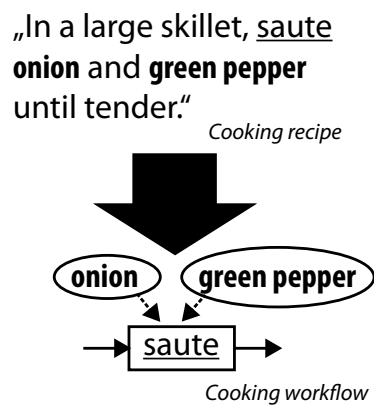 „In a large skillet, saute
onion and green pepper
until tender.“
Cooking recipe
onion green pepper
saute
Cooking workflow